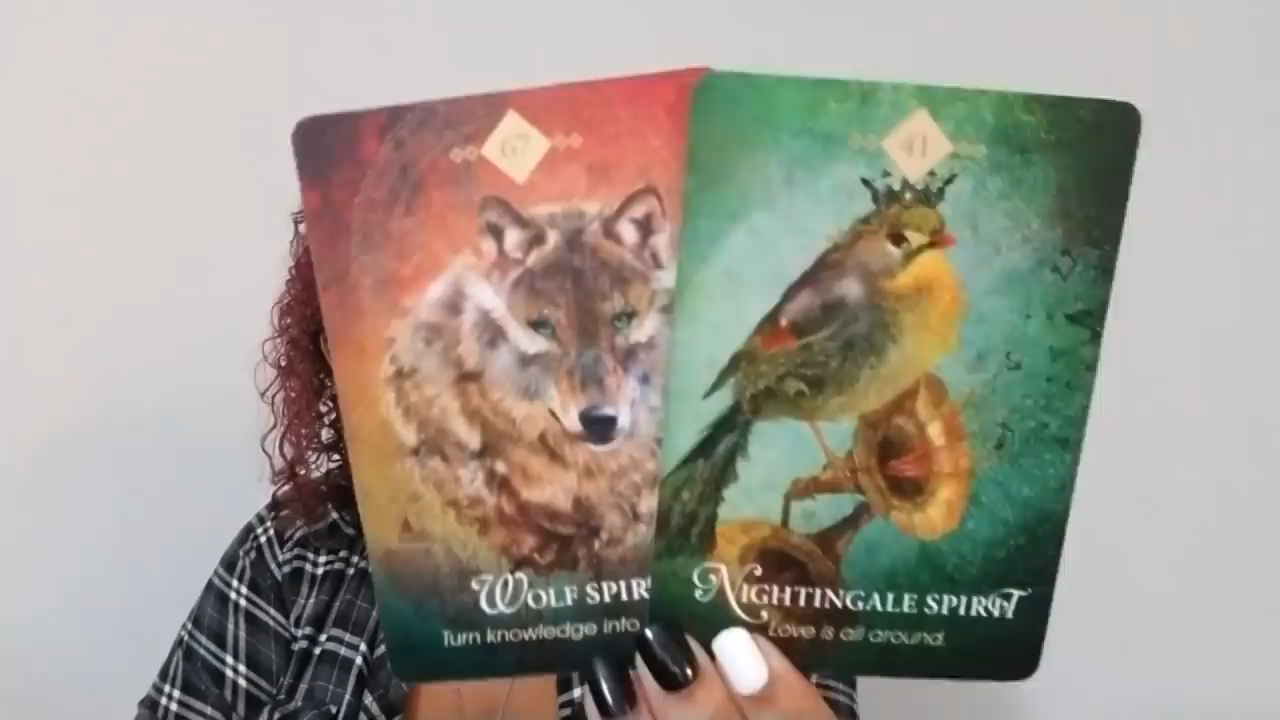 67
WOLF SPIR
Turn knowledge into
41
NIGHTINGALE SPIRIT
Love is all around.